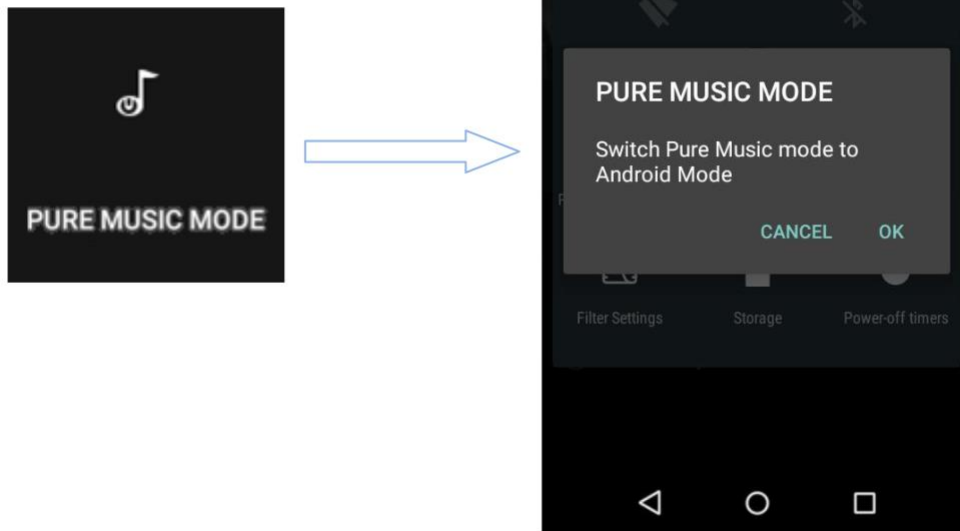 PURE MUSIC MODE
PURE MUSIC MODE
Switch Pure Music mode to
Android Mode
CANCEL OK
Filter Settings Storage Power-off timers